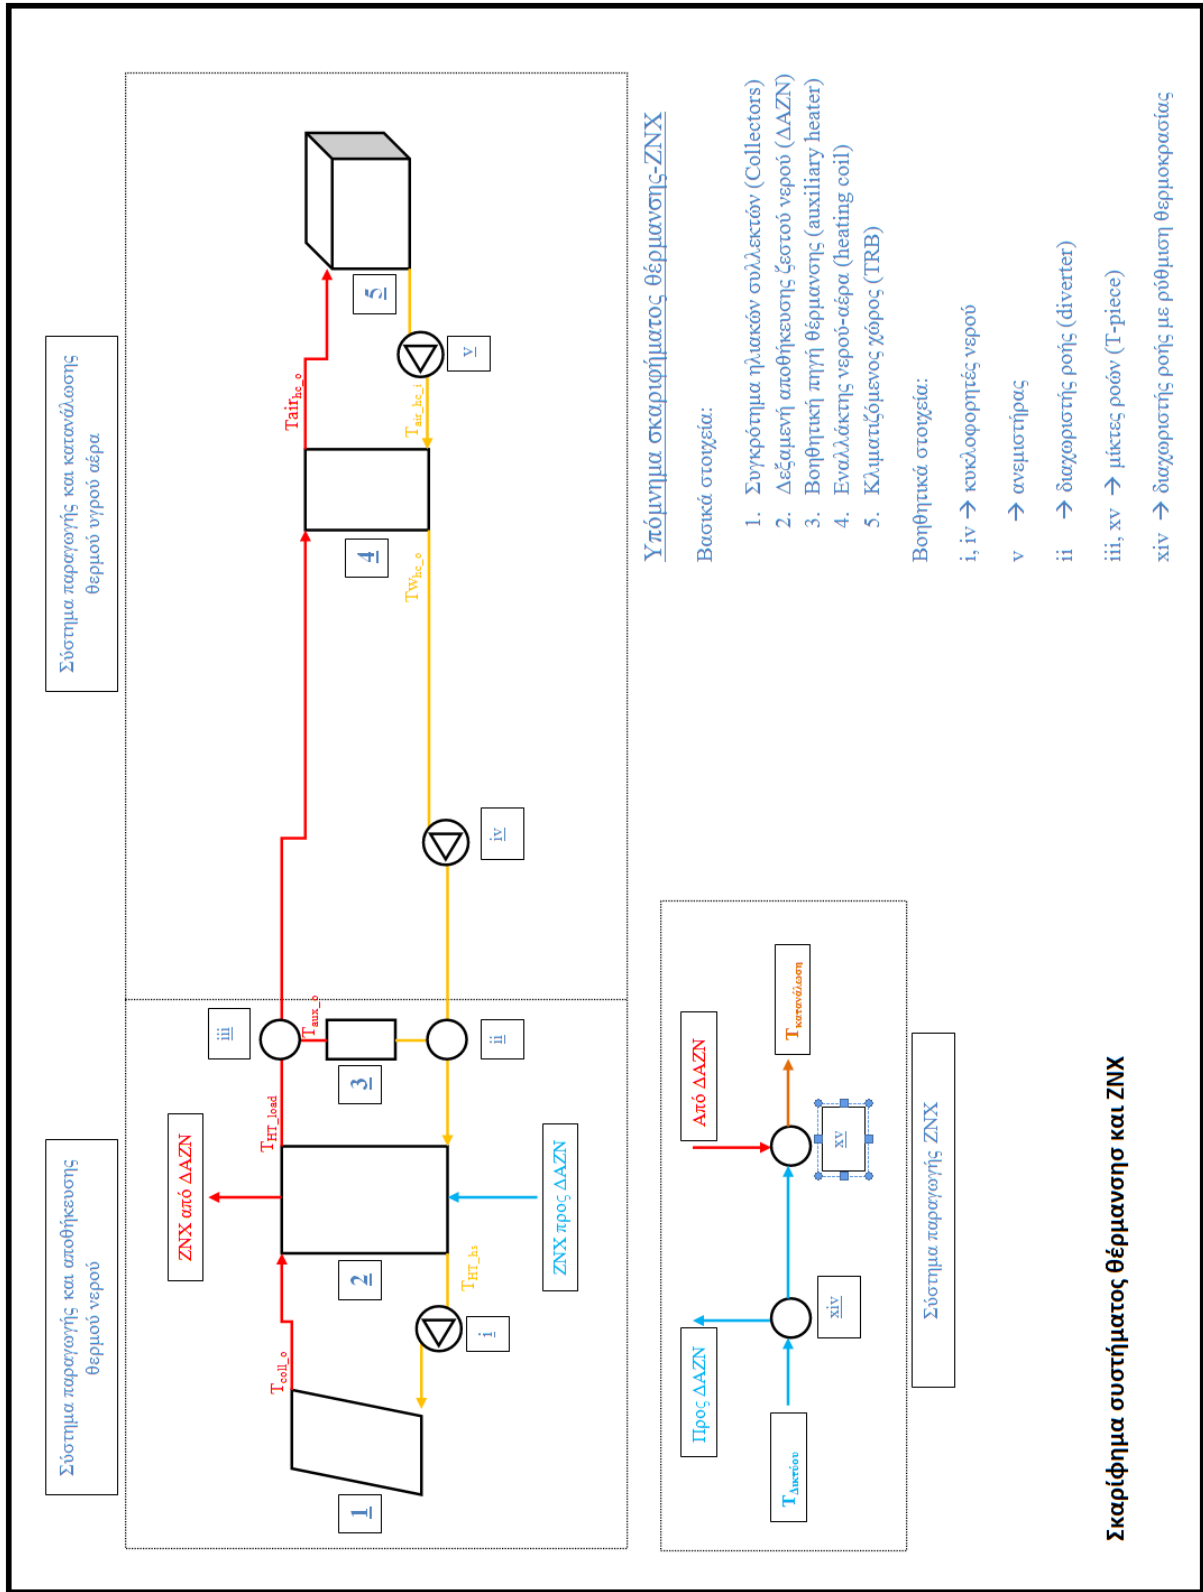 Σύστημα παραγωγής και αποθήκευσης
θερμού νερού
Σύστημα παραγωγής και κατανάλωσης
θερμού υγρού αέρα
ΖΝΧ από ΔΑΖΝ
iii
T_coll_o
T_HT_load
T_aux_o
Tair_hc_o
1
2
3
4
5
T_HT_hs
Tw_hc_o
T_air_hc_i
i
ii
iv
v
ΖΝΧ προς ΔΑΖΝ
Υπόμνημα σκαριφήματος θέρμανσης-ΖΝΧ
Βασικά στοιχεία:
1. Συγκρότημα ηλιακών συλλεκτών (Collectors)
2. Δεξαμενή αποθήκευσης ζεστού νερού (ΔΑΖΝ)
3. Βοηθητική πηγή θέρμανσης (auxiliary heater)
4. Εναλλάκτης νερού-αέρα (heating coil)
5. Κλιματιζόμενος χώρος (TRB)
Βοηθητικά στοιχεία:
i, iv → κυκλοφορητές νερού
v → ανεμιστήρας
ii → διαχωριστής ροής (diverter)
iii, xv → μίκτες ροών (T-piece)
xiv → διαχωριστής ροής με ρύθμιση θερμοκρασίας
Προς ΔΑΖΝ
Από ΔΑΖΝ
Τ_Δικτύου
Τ_κατανάλωση
xiv
xv
Σύστημα παραγωγής ΖΝΧ
Σκαρίφημα συστήματος θέρμανσησ και ΖΝΧ